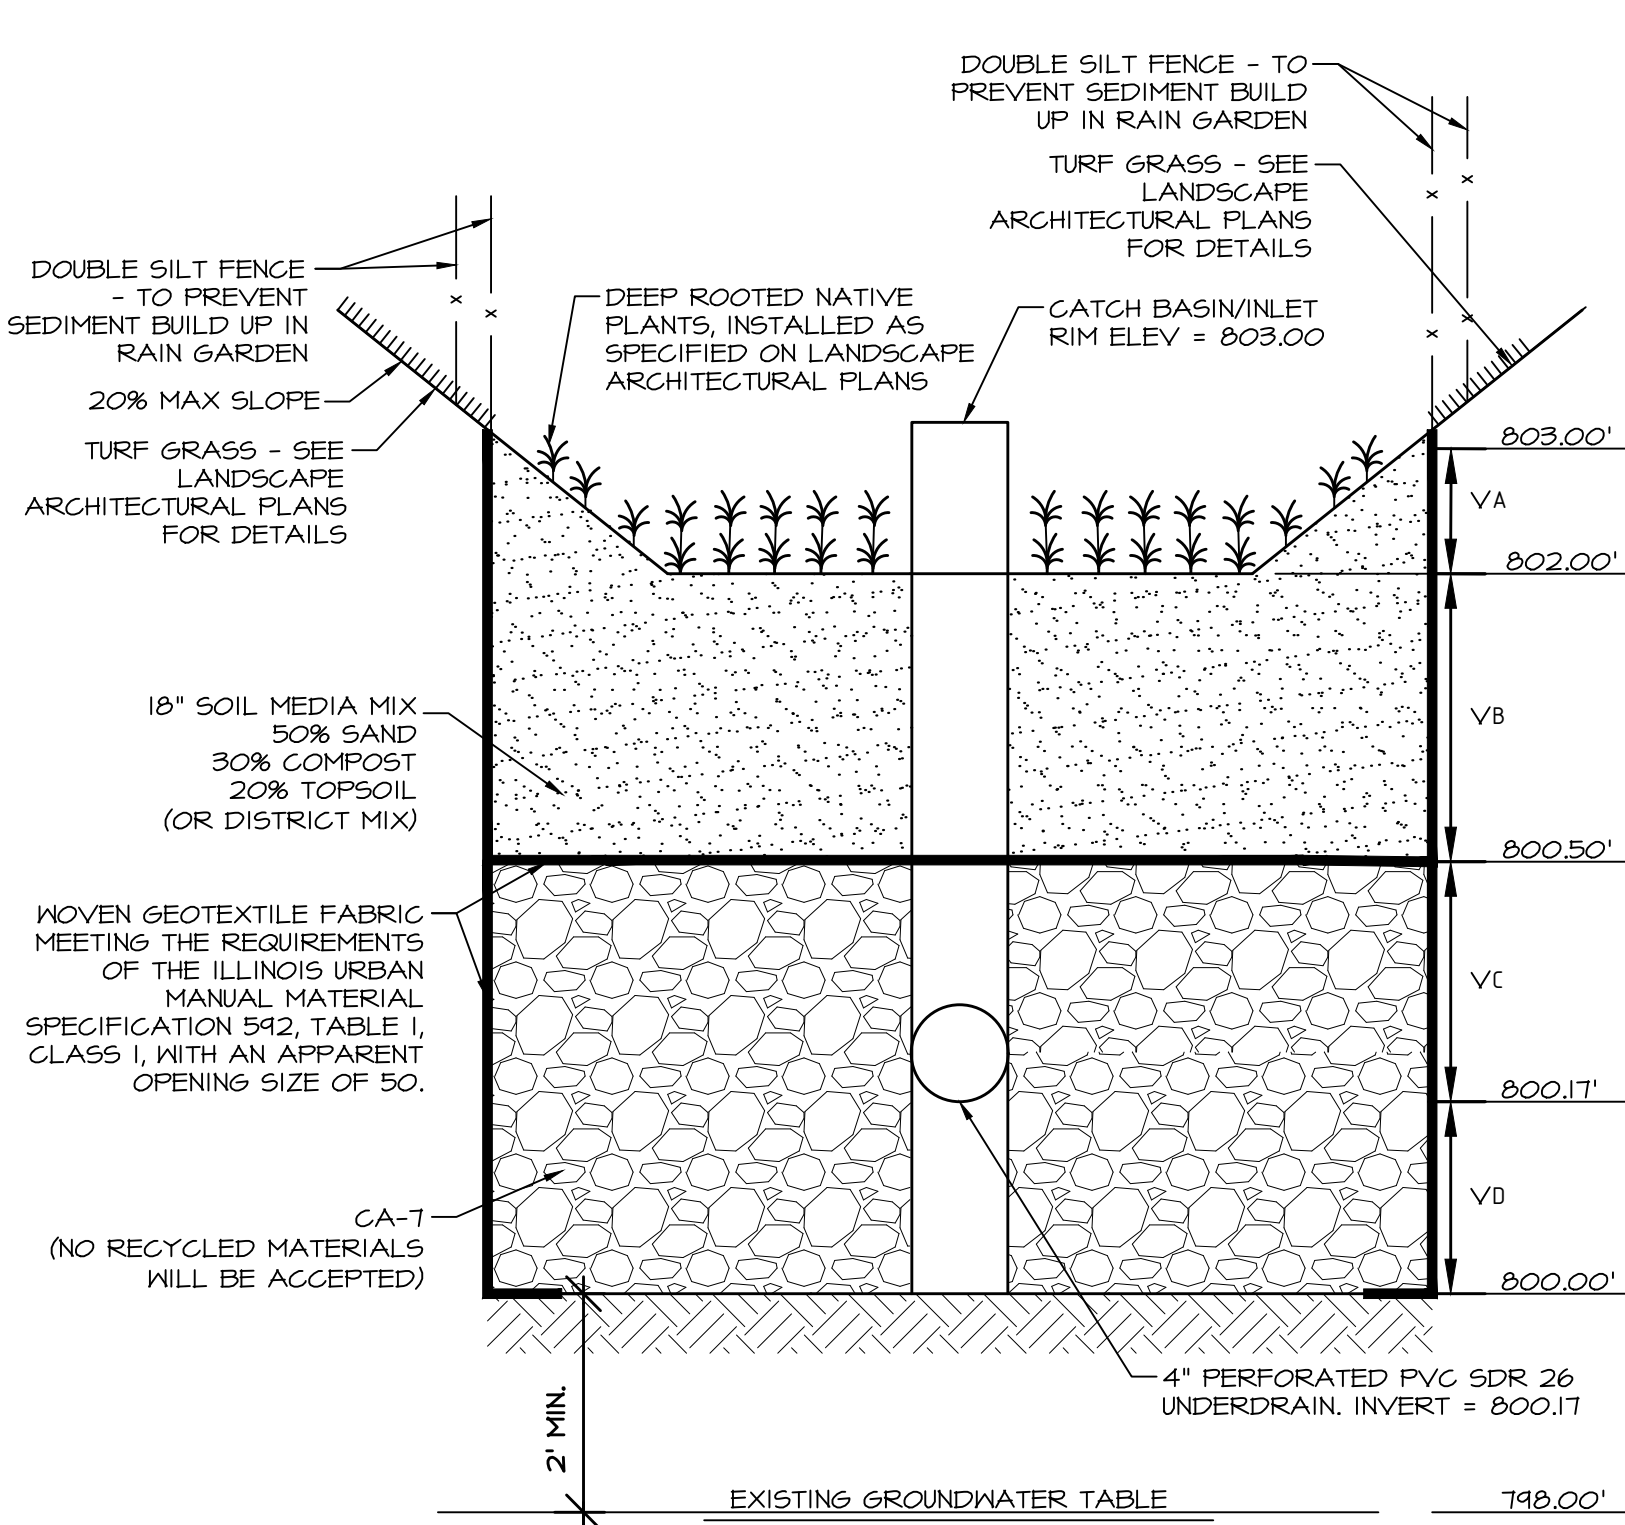 DOUBLE SILT FENCE - TO
PREVENT SEDIMENT BUILD
UP IN RAIN GARDEN
TURF GRASS - SEE
LANDSCAPE
ARCHITECTURAL PLANS
FOR DETAILS
x
x
x
x
DOUBLE SILT FENCE
- TO PREVENT
SEDIMENT BUILD UP IN
RAIN GARDEN
x
x
20% MAX SLOPE
TURF GRASS - SEE
LANDSCAPE
ARCHITECTURAL PLANS
FOR DETAILS
DEEP ROOTED NATIVE
PLANTS, INSTALLED AS
SPECIFIED ON LANDSCAPE
ARCHITECTURAL PLANS
CATCH BASIN/INLET
RIM ELEV = 803.00
803.00'
VA
802.00'
VB
18" SOIL MEDIA MIX
50% SAND
30% COMPOST
20% TOPSOIL
(OR DISTRICT MIX)
800.50'
WOVEN GEOTEXTILE FABRIC
MEETING THE REQUIREMENTS
OF THE ILLINOIS URBAN
MANUAL MATERIAL
SPECIFICATION 592, TABLE 1,
CLASS 1, WITH AN APPARENT
OPENING SIZE OF 50.
VC
800.17'
VD
CA-7
(NO RECYCLED MATERIALS
WILL BE ACCEPTED)
800.00'
4" PERFORATED PVC SDR 26
UNDERDRAIN. INVERT = 800.17
2' MIN.
EXISTING GROUNDWATER TABLE
798.00'